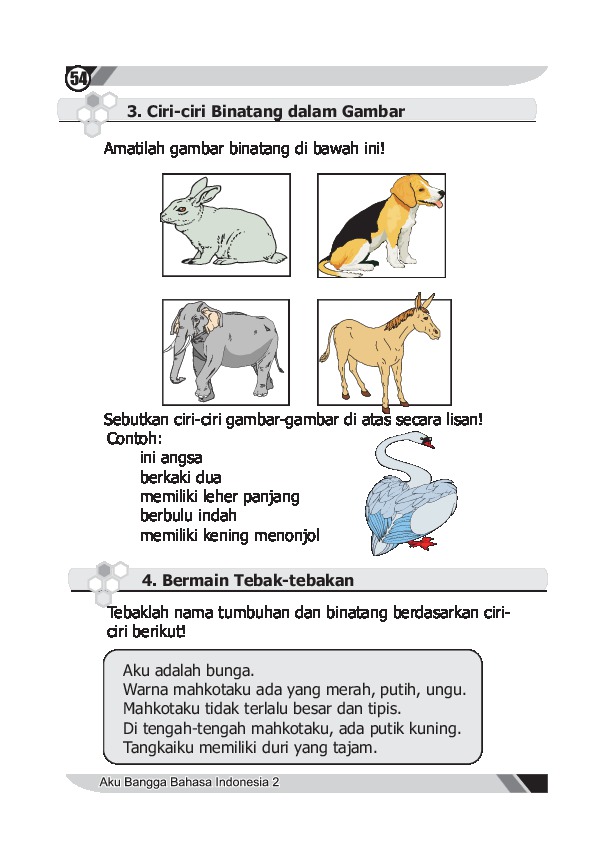 54
3. Ciri-ciri Binatang dalam Gambar
Amatilah gambar binatang di bawah ini!
Sebutkan ciri-ciri gambar-gambar di atas secara lisan!
Contoh:
ini angsa
berkaki dua
memiliki leher panjang
berbulu indah
memiliki kening menonjol
4. Bermain Tebak-tebakan
Tebaklah nama tumbuhan dan binatang berdasarkan ciri-
ciri berikut!
Aku adalah bunga.
Warna mahkotaku ada yang merah, putih, ungu.
Mahkotaku tidak terlalu besar dan tipis.
Di tengah-tengah mahkotaku, ada putik kuning.
Tangkaiku memiliki duri yang tajam.
Aku Bangga Bahasa Indonesia 2